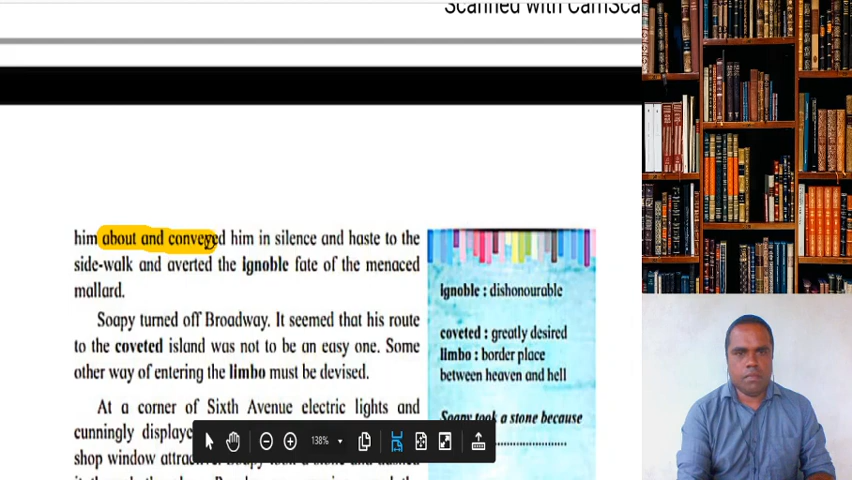 Scanned with CamSca
him about and conveyed him in silence and haste to the
side-walk and averted the ignoble fate of the menaced
mallard.
Soapy turned off Broadway. It seemed that his route
to the coveted island was not to be an easy one. Some
other way of entering the limbo must be devised.
At a corner of Sixth Avenue electric lights and
cunningly displaye
shop window attrac
ignoble : dishonourable
coveted : greatly desired
limbo : border place
between heaven and hell
Soapy took a stone because
138%